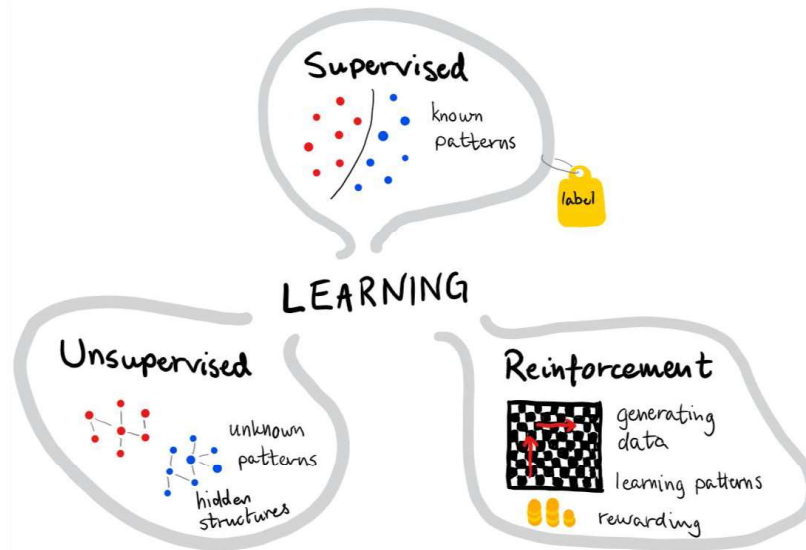 Supervised
known
patterns
label
LEARNING
Unsupervised
unknown
patterns
hidden
structures
Reinforcement
generating
data
learning patterns
rewarding